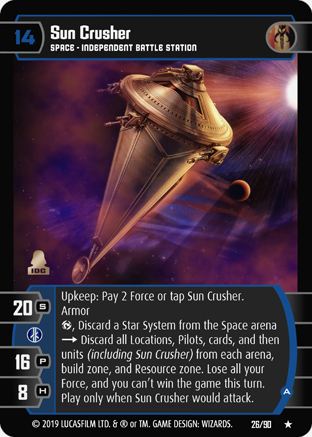 14 Sun Crusher
SPACE - INDEPENDENT BATTLE STATION
IDC
Upkeep: Pay 2 Force or tap Sun Crusher.
Armor
, Discard a Star System from the Space arena
→ Discard all Locations, Pilots, cards, and then
units (including Sun Crusher) from each arena,
build zone, and Resource zone. Lose all your
Force, and you can't win the game this turn.
Play only when Sun Crusher would attack.
20 S
16 P
8 H
A
© 2019 LUCASFILM LTD. & ® or TM. GAME DESIGN: WIZARDS. 26/90 ★